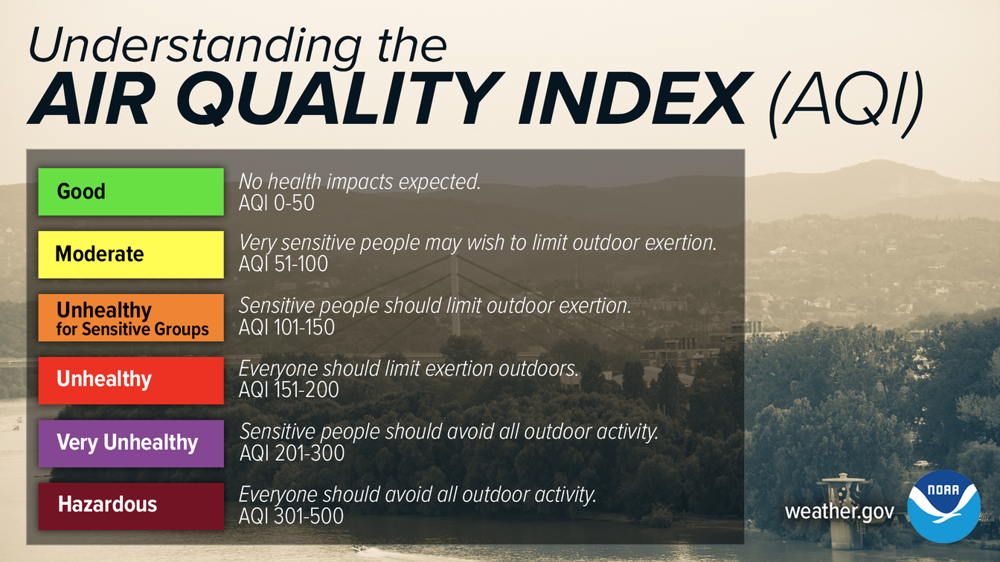 Understanding the
AIR QUALITY INDEX (AQI)
Good
No health impacts expected.
AQI 0-50
Moderate
Very sensitive people may wish to limit outdoor exertion.
AQI 51-100
Unhealthy
for Sensitive Groups
Sensitive people should limit outdoor exertion.
AQI 101-150
Unhealthy
Everyone should limit exertion outdoors.
AQI 151-200
Very Unhealthy
Sensitive people should avoid all outdoor activity.
AQI 201-300
Hazardous
Everyone should avoid all outdoor activity.
AQI 301-500
weather.gov
NOAA